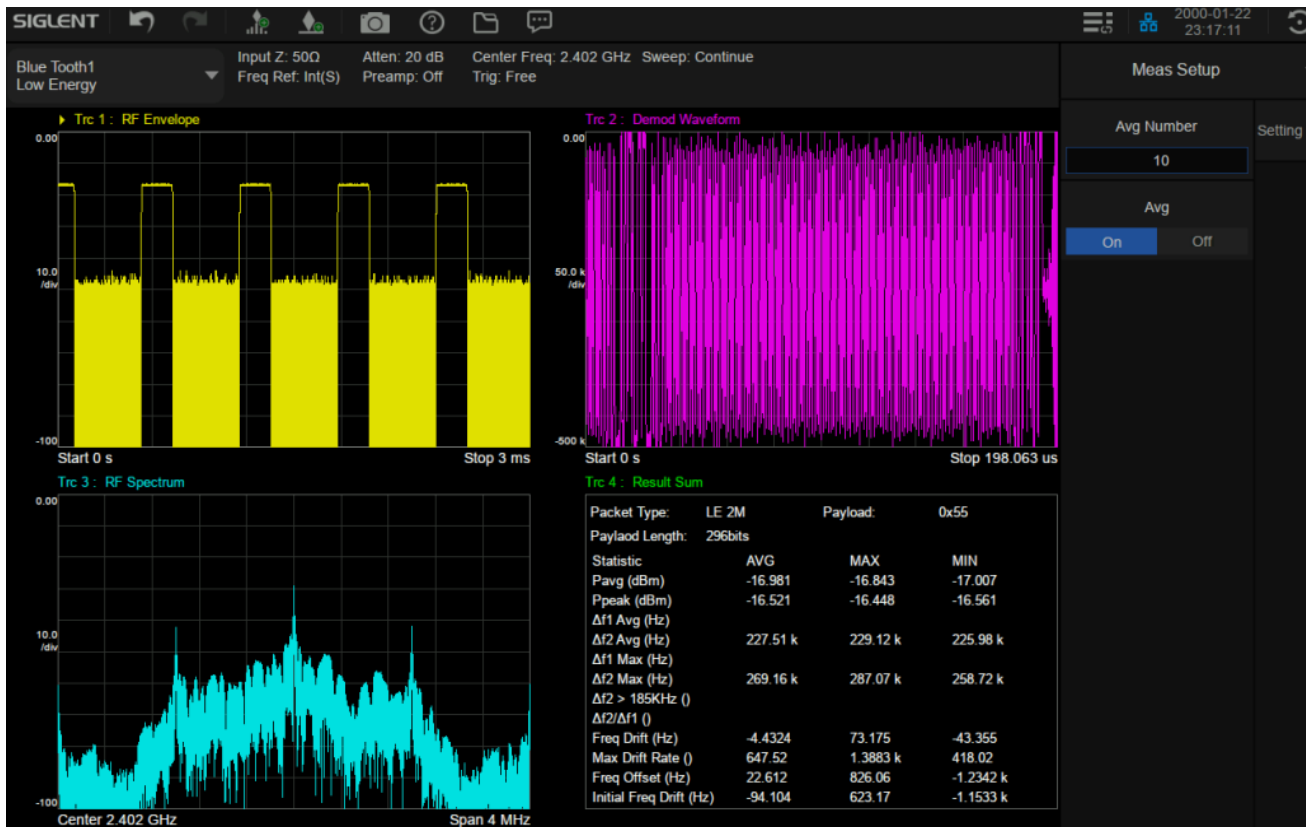 SIGLENT
2000-01-22
23:17:11
Blue Tooth1
Low Energy
Input Z: 50Ω Atten: 20 dB Center Freq: 2.402 GHz Sweep: Continue
Freq Ref: Int(S) Preamp: Off Trig: Free
Meas Setup
Avg Number
10
Setting
Avg
On Off
Trc 1 : RF Envelope
0.00
10.0
/div
-100
Start 0 s Stop 3 ms
Trc 2 : Demod Waveform
0.00
50.0 k
/div
-500 k
Start 0 s Stop 198.063 us
Trc 3 : RF Spectrum
0.00
10.0
/div
-100
Center 2.402 GHz Span 4 MHz
Trc 4 : Result Sum
Packet Type: LE 2M Payload: 0x55
Paylaod Length: 296bits
Statistic AVG MAX MIN
Pavg (dBm) -16.981 -16.843 -17.007
Ppeak (dBm) -16.521 -16.448 -16.561
Δf1 Avg (Hz)
Δf2 Avg (Hz) 227.51 k 229.12 k 225.98 k
Δf1 Max (Hz)
Δf2 Max (Hz) 269.16 k 287.07 k 258.72 k
Δf2 > 185KHz ()
Δf2/Δf1 ()
Freq Drift (Hz) -4.4324 73.175 -43.355
Max Drift Rate () 647.52 1.3883 k 418.02
Freq Offset (Hz) 22.612 826.06 -1.2342 k
Initial Freq Drift (Hz) -94.104 623.17 -1.1533 k